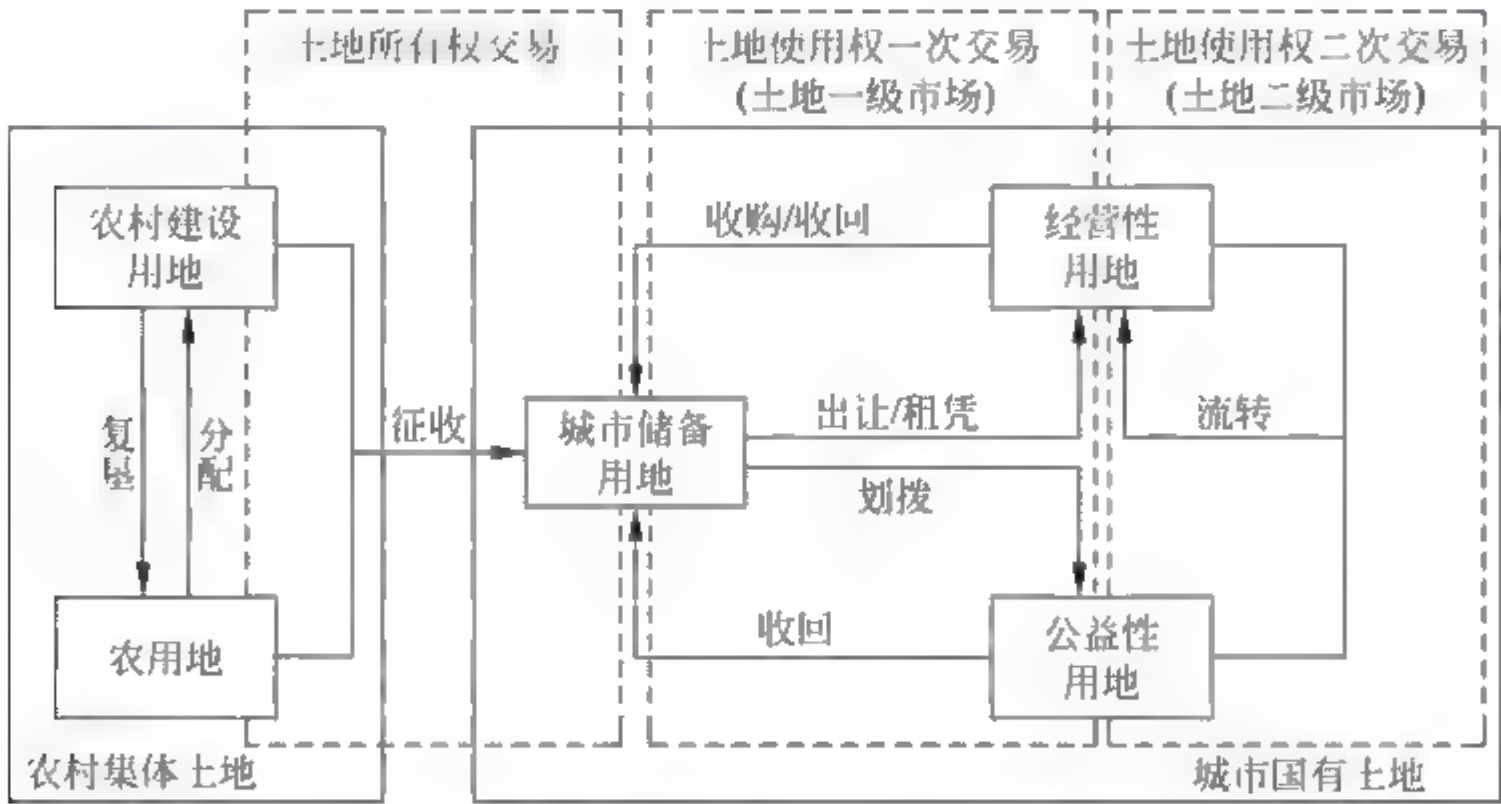 土地所有权交易
土地使用权一次交易
(土地一级市场)
土地使用权二次交易
(土地二级市场)
农村建设
用地
收购/收回
经营性
用地
复垦
分配
征收
城市储备
用地
出让/租赁
流转
划拨
农用地
收回
公益性
用地
农村集体土地
城市国有土地